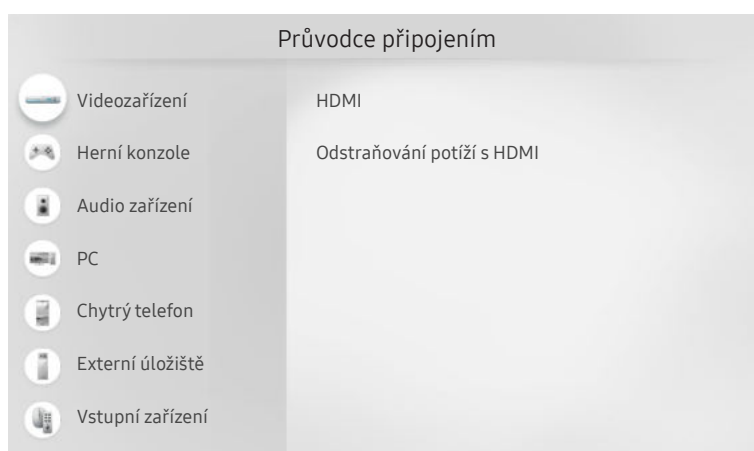 Průvodce připojením
Videozařízení
HDMI
Herní konzole
Odstraňování potíží s HDMI
Audio zařízení
PC
Chytrý telefon
Externí úložiště
Vstupní zařízení